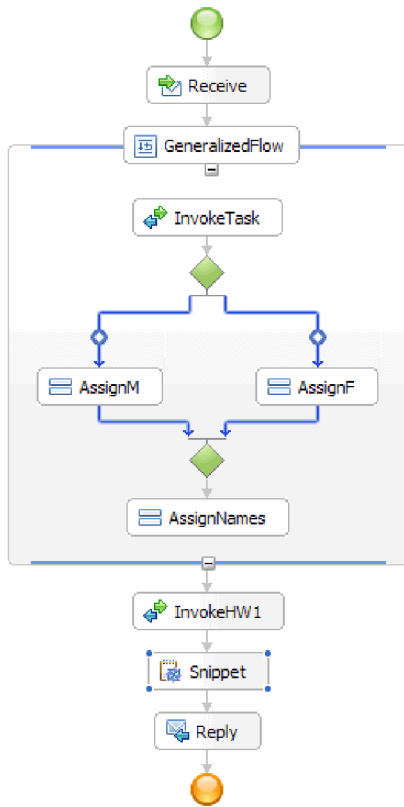 Receive
GeneralizedFlow
InvokeTask
AssignM
AssignF
AssignNames
InvokeHW1
Snippet
Reply